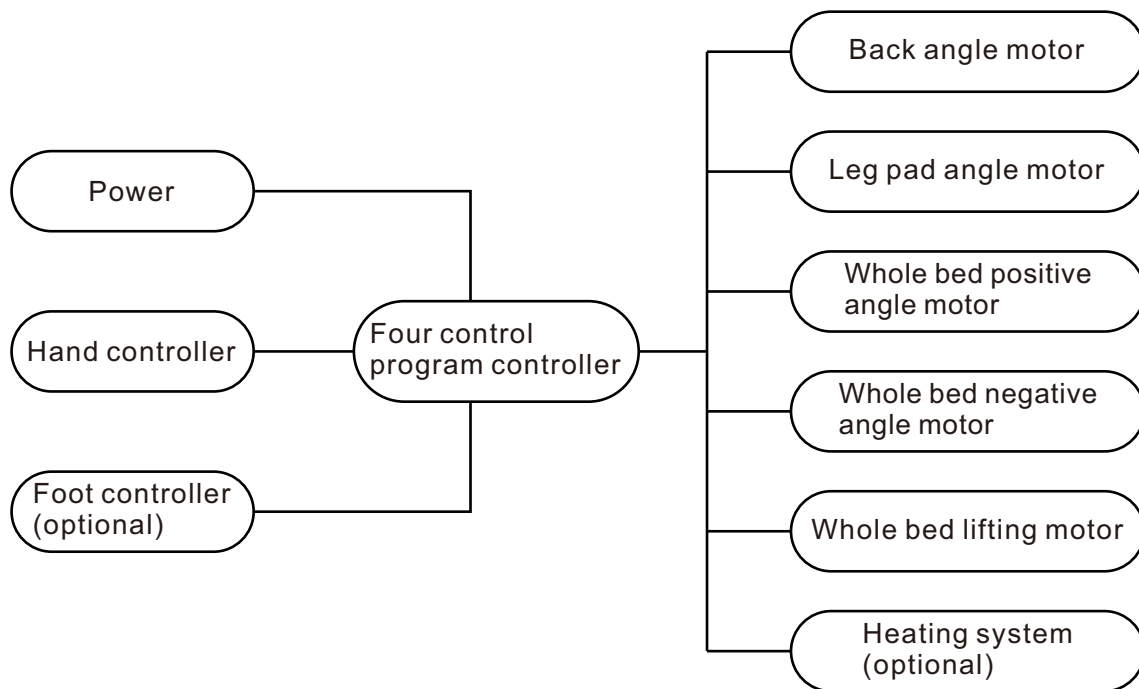 Power
Hand controller
Foot controller
(optional)
Four control
program controller
Back angle motor
Leg pad angle motor
Whole bed positive
angle motor
Whole bed negative
angle motor
Whole bed lifting motor
Heating system
(optional)